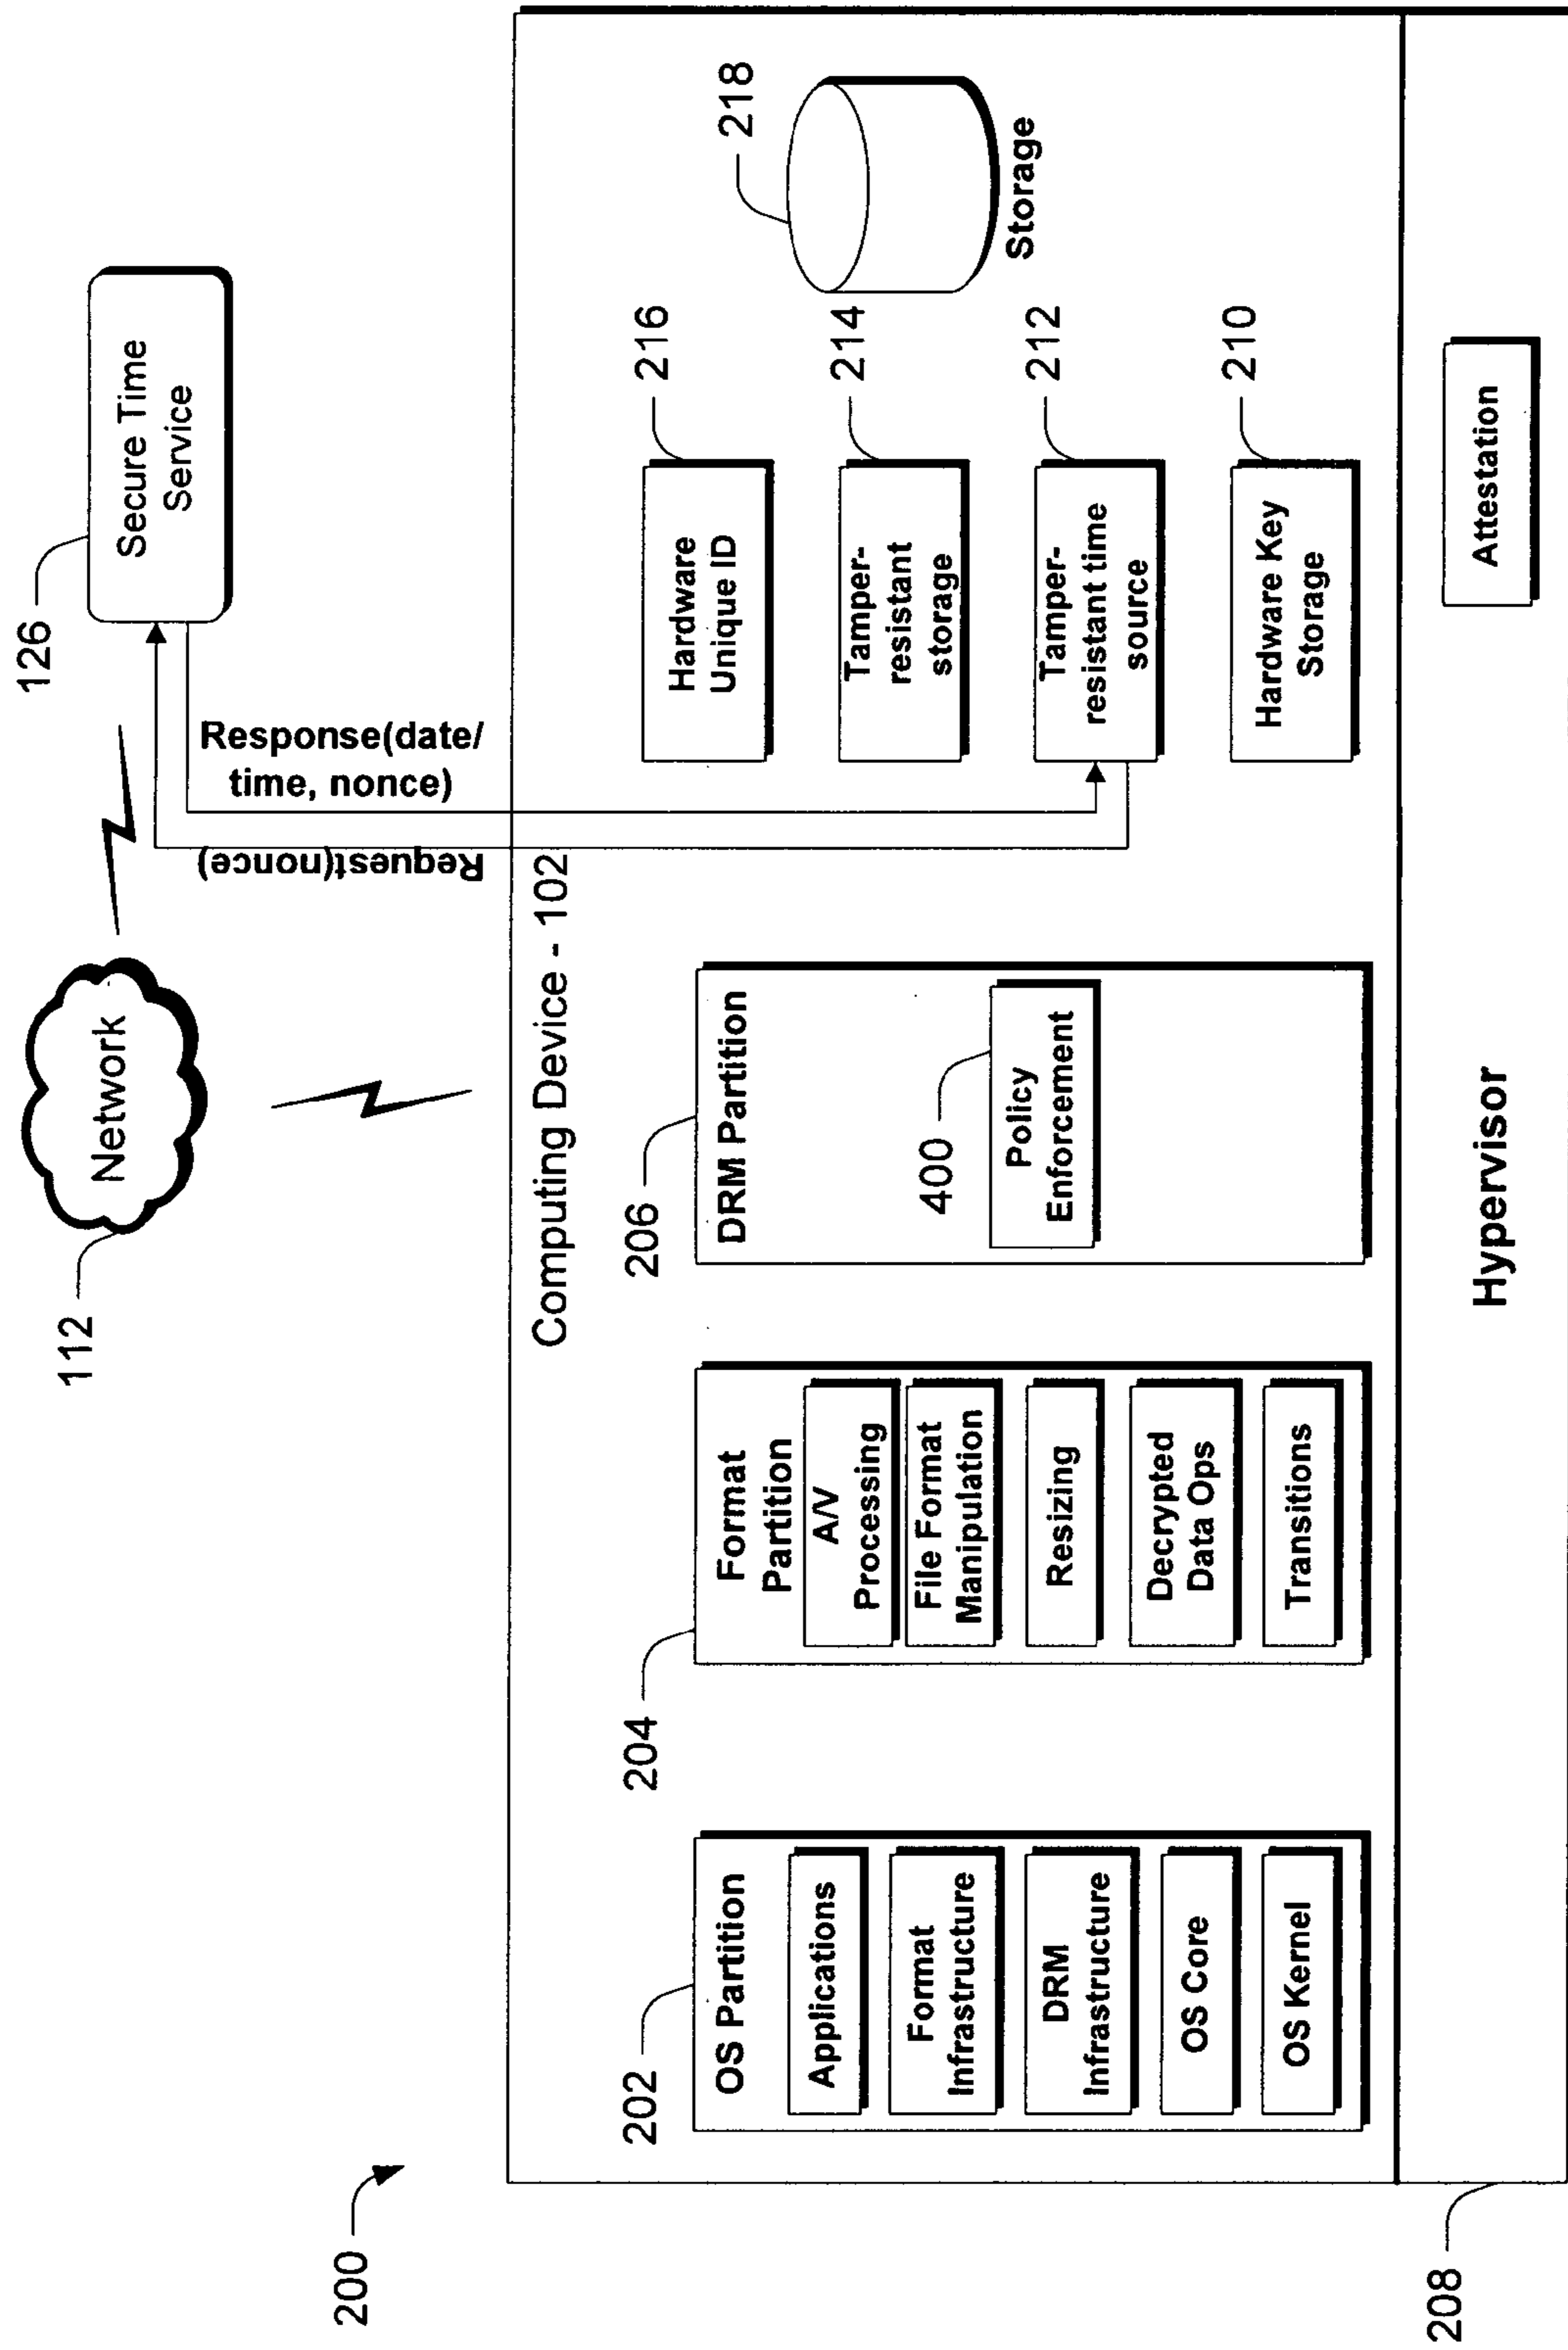 200
112
Network
126
Secure Time
Service
Response(date/
time, nonce)
Request(nonce)
Computing Device - 102
202
OS Partition
Applications
Format
Infrastructure
DRM
Infrastructure
OS Core
OS Kernel
204
Format
Partition
A/V
Processing
File Format
Manipulation
Resizing
Decrypted
Data Ops
Transitions
206
DRM Partition
400
Policy
Enforcement
216
Hardware
Unique ID
214
Tamper-
resistant
storage
212
Tamper-
resistant time
source
210
Hardware Key
Storage
218
Storage
208
Hypervisor
Attestation